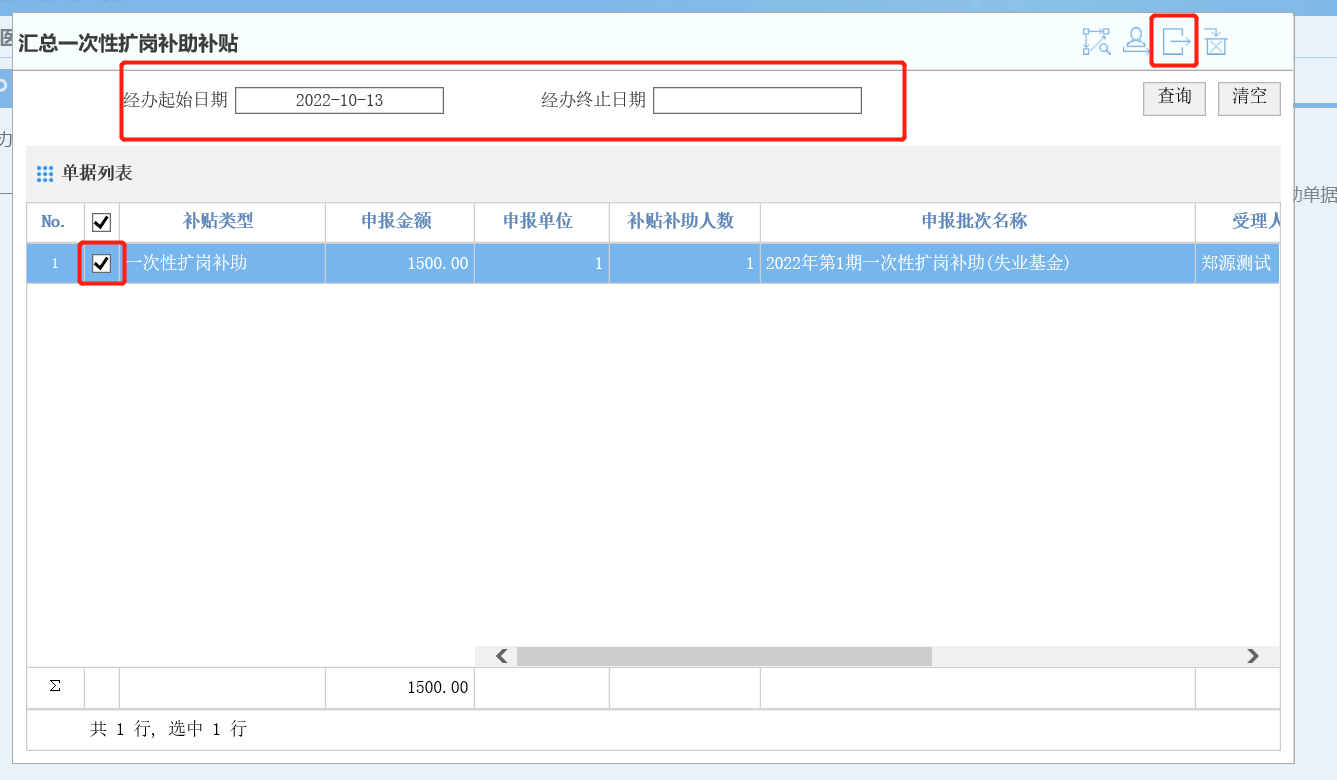 医
汇总一次性扩岗补助补贴
经办起始日期 2022-10-13 经办终止日期 查询 清空
单据列表
助单据
No. 补贴类型 申报金额 申报单位 补贴补助人数 申报批次名称 受理人
1 一次性扩岗补助 1500.00 1 1 2022年第1期一次性扩岗补助(失业基金) 郑源测试
Σ 1500.00
共 1 行, 选中 1 行